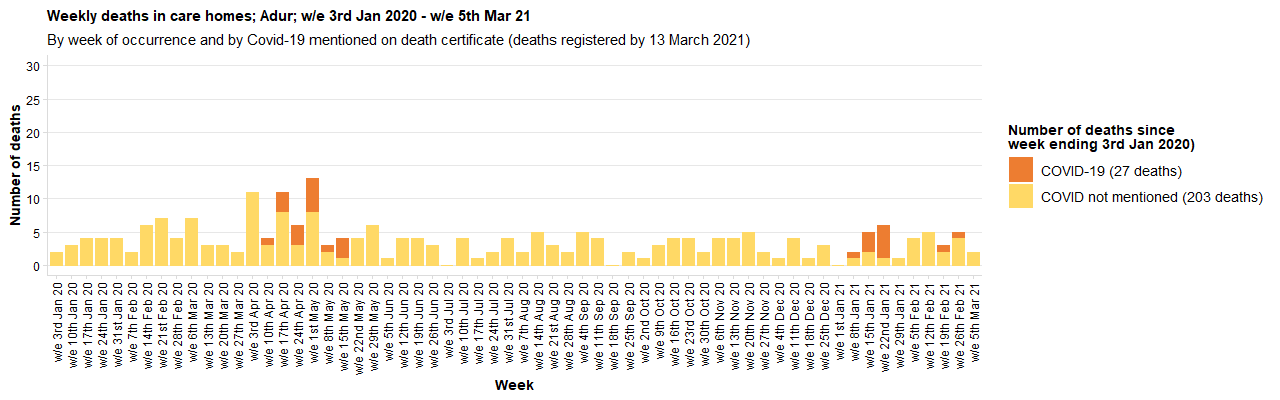 Weekly deaths in care homes; Adur; w/e 3rd Jan 2020 - w/e 5th Mar 21
By week of occurrence and by Covid-19 mentioned on death certificate (deaths registered by 13 March 2021)
Number of deaths
30
25
20
15
10
5
0
w/e 3rd Jan 20
w/e 10th Jan 20
w/e 17th Jan 20
w/e 24th Jan 20
w/e 31st Jan 20
w/e 7th Feb 20
w/e 14th Feb 20
w/e 21st Feb 20
w/e 28th Feb 20
w/e 6th Mar 20
w/e 13th Mar 20
w/e 20th Mar 20
w/e 27th Mar 20
w/e 3rd Apr 20
w/e 10th Apr 20
w/e 17th Apr 20
w/e 24th Apr 20
w/e 1st May 20
w/e 8th May 20
w/e 15th May 20
w/e 22nd May 20
w/e 29th May 20
w/e 5th Jun 20
w/e 12th Jun 20
w/e 19th Jun 20
w/e 26th Jun 20
w/e 3rd Jul 20
w/e 10th Jul 20
w/e 17th Jul 20
w/e 24th Jul 20
w/e 31st Jul 20
w/e 7th Aug 20
w/e 14th Aug 20
w/e 21st Aug 20
w/e 28th Aug 20
w/e 4th Sep 20
w/e 11th Sep 20
w/e 18th Sep 20
w/e 25th Sep 20
w/e 2nd Oct 20
w/e 9th Oct 20
w/e 16th Oct 20
w/e 23rd Oct 20
w/e 30th Oct 20
w/e 6th Nov 20
w/e 13th Nov 20
w/e 20th Nov 20
w/e 27th Nov 20
w/e 4th Dec 20
w/e 11th Dec 20
w/e 18th Dec 20
w/e 25th Dec 20
w/e 1st Jan 21
w/e 8th Jan 21
w/e 15th Jan 21
w/e 22nd Jan 21
w/e 29th Jan 21
w/e 5th Feb 21
w/e 12th Feb 21
w/e 19th Feb 21
w/e 26th Feb 21
w/e 5th Mar 21
Week
Number of deaths since
week ending 3rd Jan 2020)
COVID-19 (27 deaths)
COVID not mentioned (203 deaths)